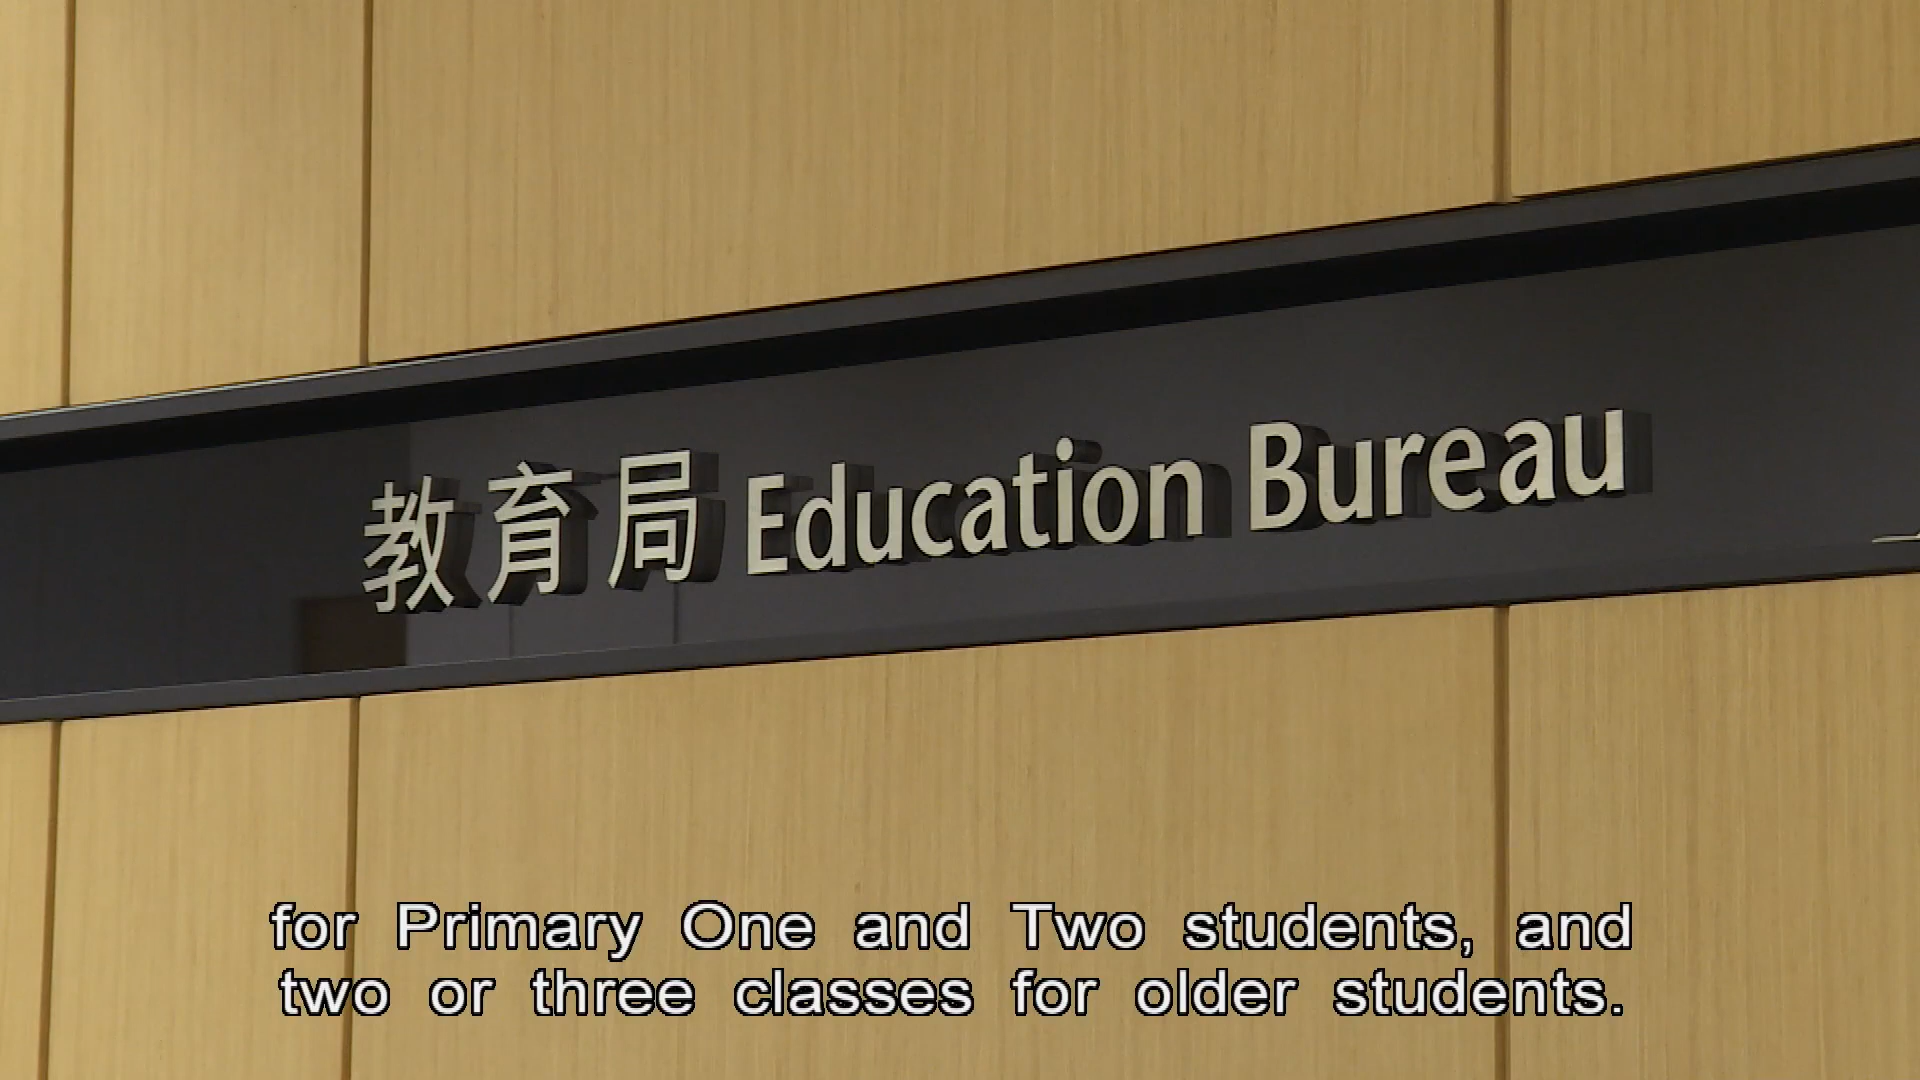 教育局 Education Bureau
for Primary One and Two students, and
two or three classes for older students.